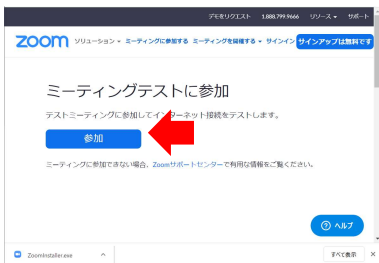 デモをリクエスト 1.888.799.9666 リソース サポート
zoom ソリューション ミーティングに参加する ミーティングを開催する サインイン サインアップは無料です
ミーティングテストに参加
テストミーティングに参加してインターネット接続をテストします。
参加
ミーティングに参加できない場合、Zoomサポートセンターで有用な情報をご覧ください。
ヘルプ
ZoomInstaller.exe すべて表示